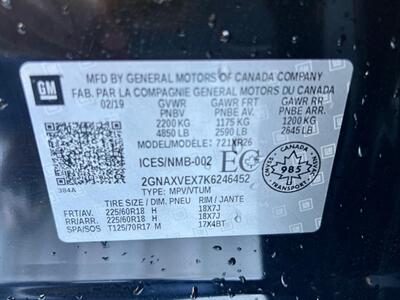 GM
MFD BY GENERAL MOTORS OF CANADA COMPANY
FAB. PAR LA COMPAGNIE GENERAL MOTORS DU CANADA
02/19 GVWR GAWR FRT GAWR RR
PNBV PNBE AV. PNBE ARR.
2200 KG 1175 KG 1200 KG
4850 LB 2590 LB 2645 LB
MODEL/MODELE: 721XR26
ICES/NMB-002 EG
2GNAXVEX7K6246452
TYPE: MPV/VTUM
384A
TIRE SIZE / DIM. PNEU RIM / JANTE
FRT/AV. 225/60R18 H 18X7J
RR/ARR. 225/60R18 H 18X7J
SPA/SOS T125/70R17 M 17X4BT
CANADA
985
TRANSPORT